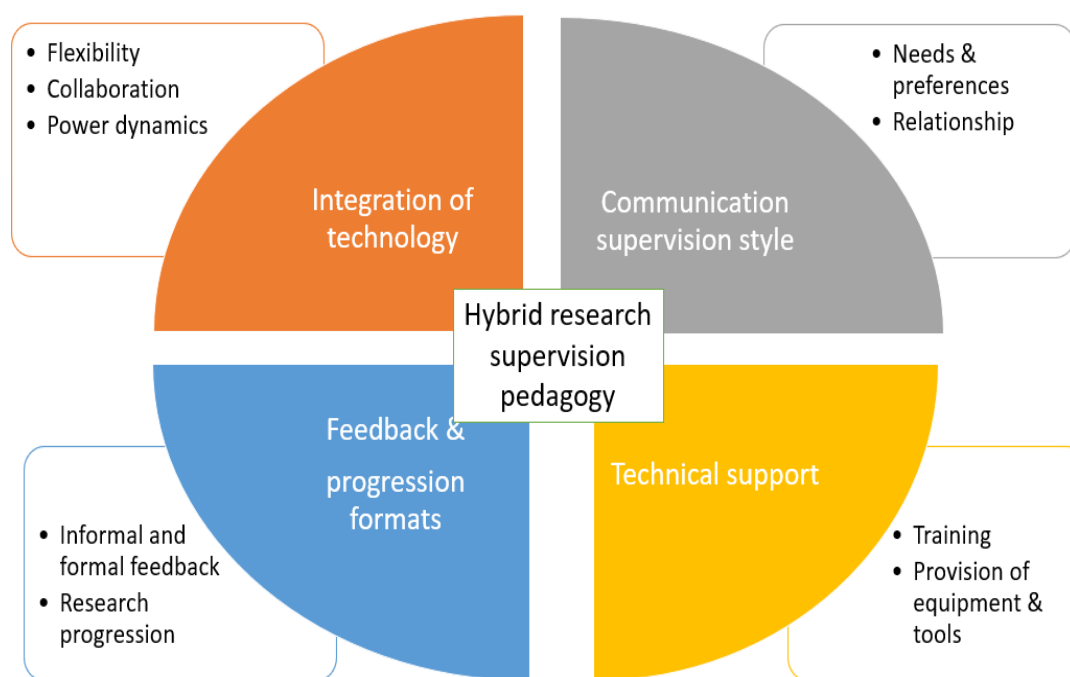 • Flexibility
• Collaboration
• Power dynamics
Integration of
technology
Communication
supervision style
• Needs &
preferences
• Relationship
Hybrid research
supervision
pedagogy
Feedback &
progression
formats
• Informal and
formal feedback
• Research
progression
Technical support
• Training
• Provision of
equipment &
tools